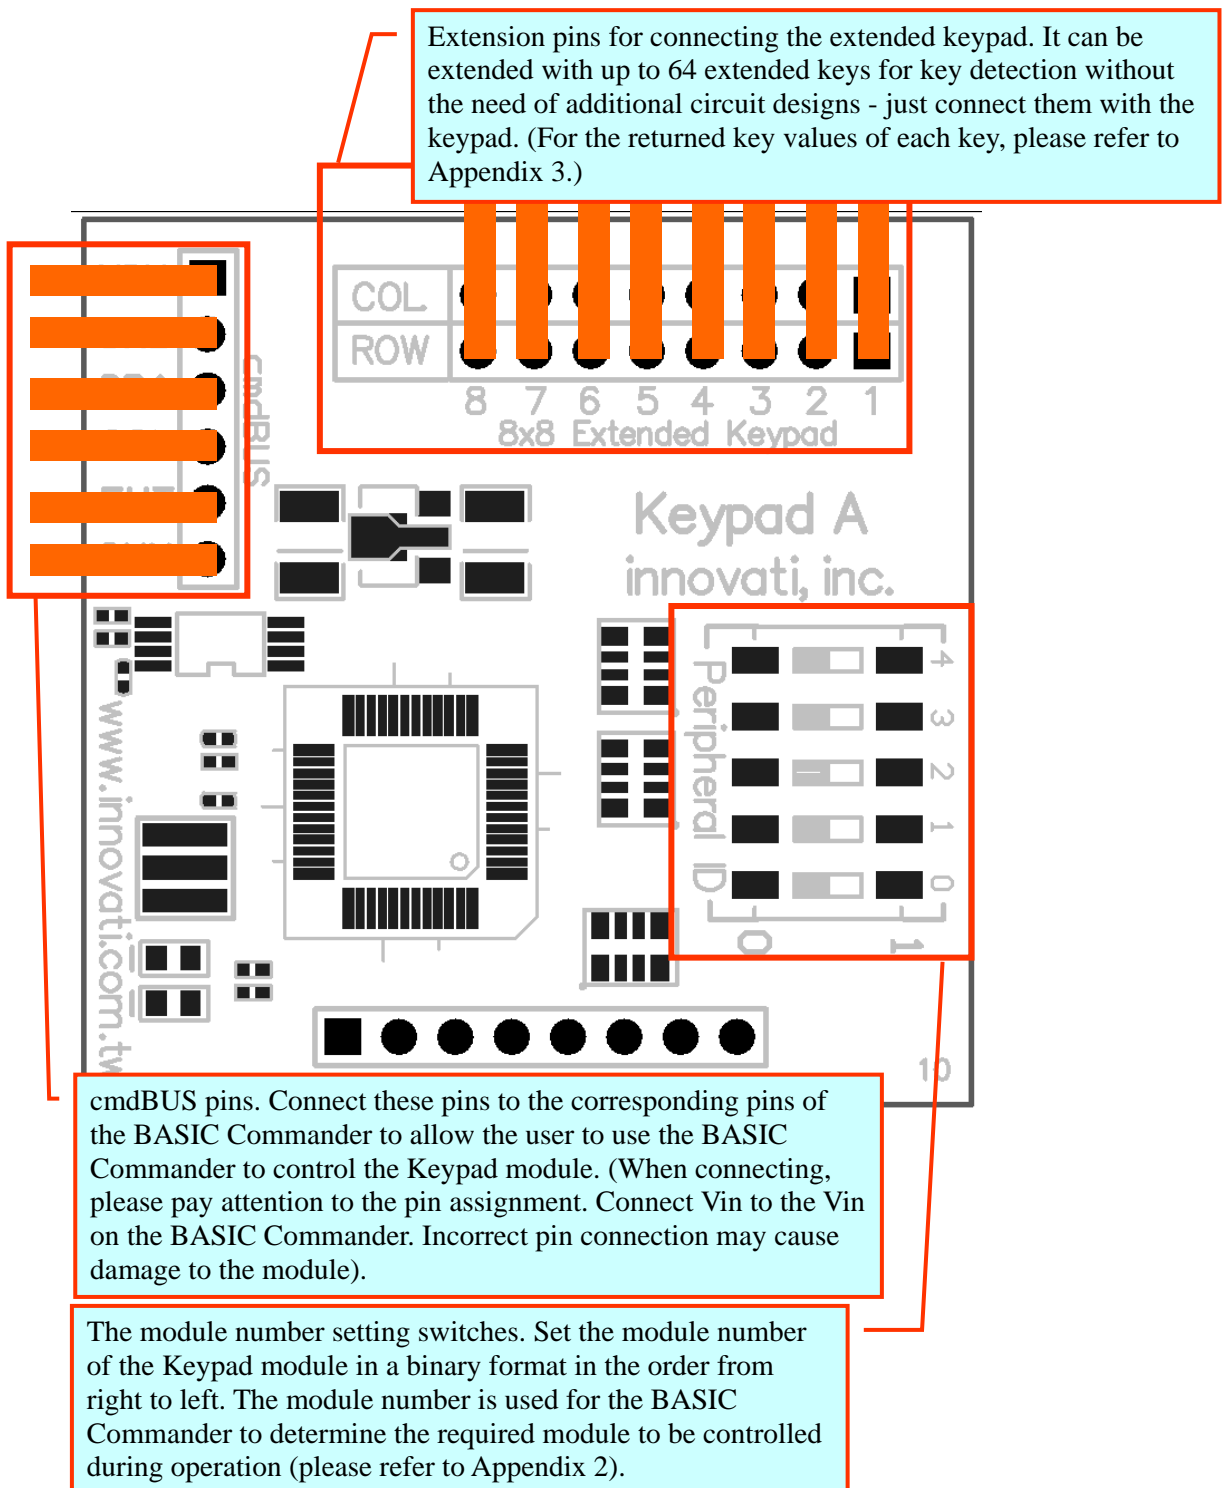 Extension pins for connecting the extended keypad. It can be
extended with up to 64 extended keys for key detection without
the need of additional circuit designs - just connect them with the
keypad. (For the returned key values of each key, please refer to
Appendix 3.)
COL.
ROW
8 7 6 5 4 3 2 1
8x8 Extended Keypad
cmdBUS
Keypad A
innovati, inc.
Peripheral ID
4
3
2
1
0
0 1
www.innovati.com.tw
10
cmdBUS pins. Connect these pins to the corresponding pins of
the BASIC Commander to allow the user to use the BASIC
Commander to control the Keypad module. (When connecting,
please pay attention to the pin assignment. Connect Vin to the Vin
on the BASIC Commander. Incorrect pin connection may cause
damage to the module).
The module number setting switches. Set the module number
of the Keypad module in a binary format in the order from
right to left. The module number is used for the BASIC
Commander to determine the required module to be controlled
during operation (please refer to Appendix 2).